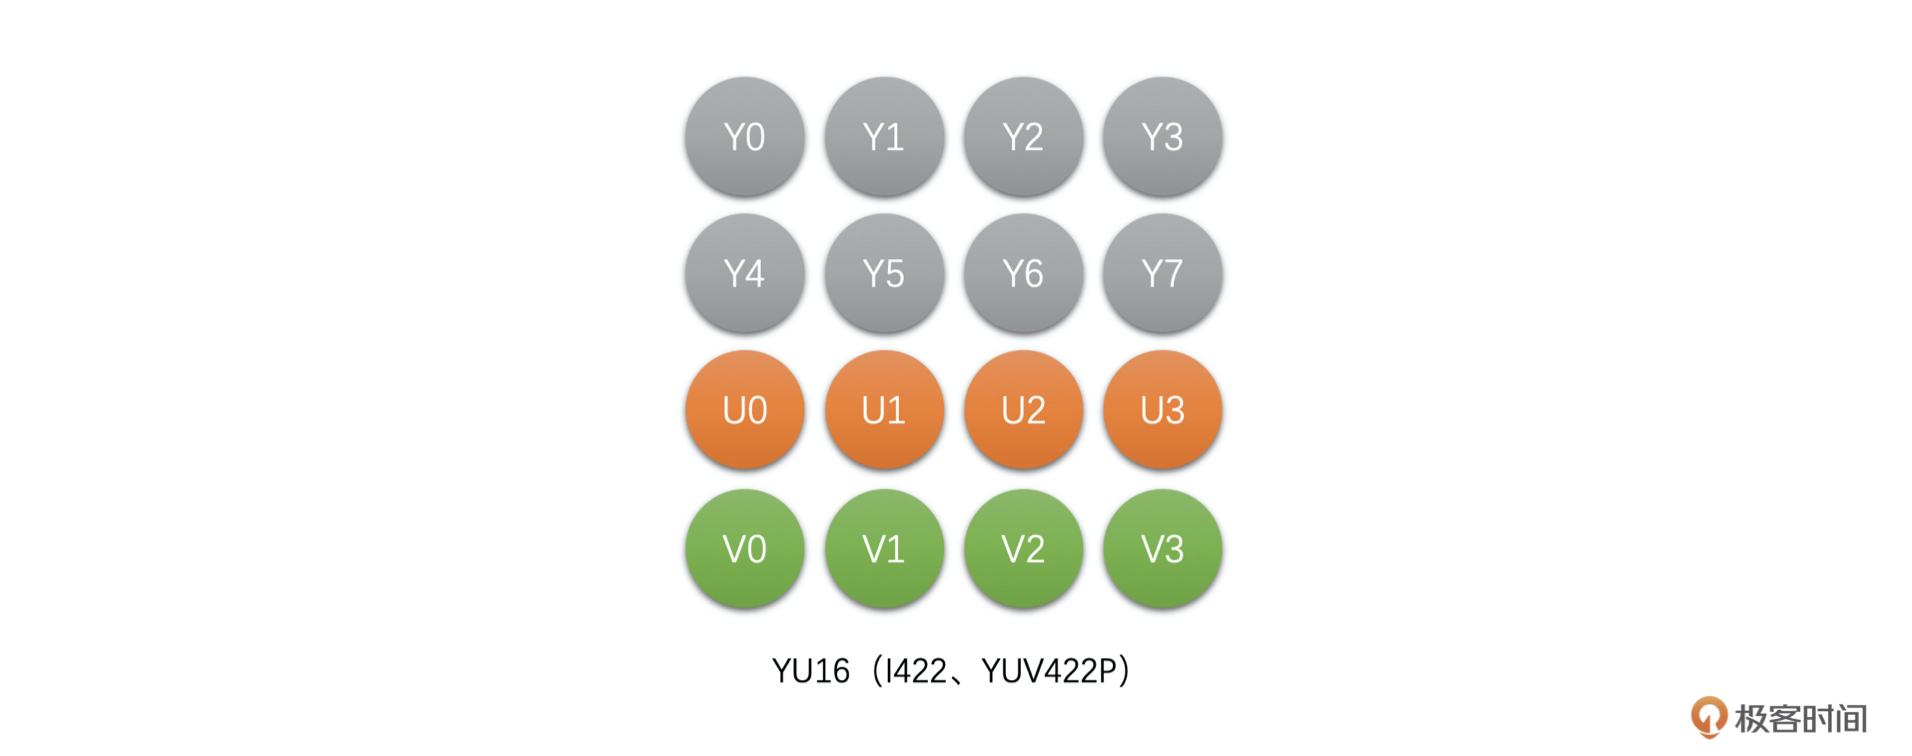 Y0 Y1 Y2 Y3
Y4 Y5 Y6 Y7
U0 U1 U2 U3
V0 V1 V2 V3
YU16（I422、YUV422P）
极客时间